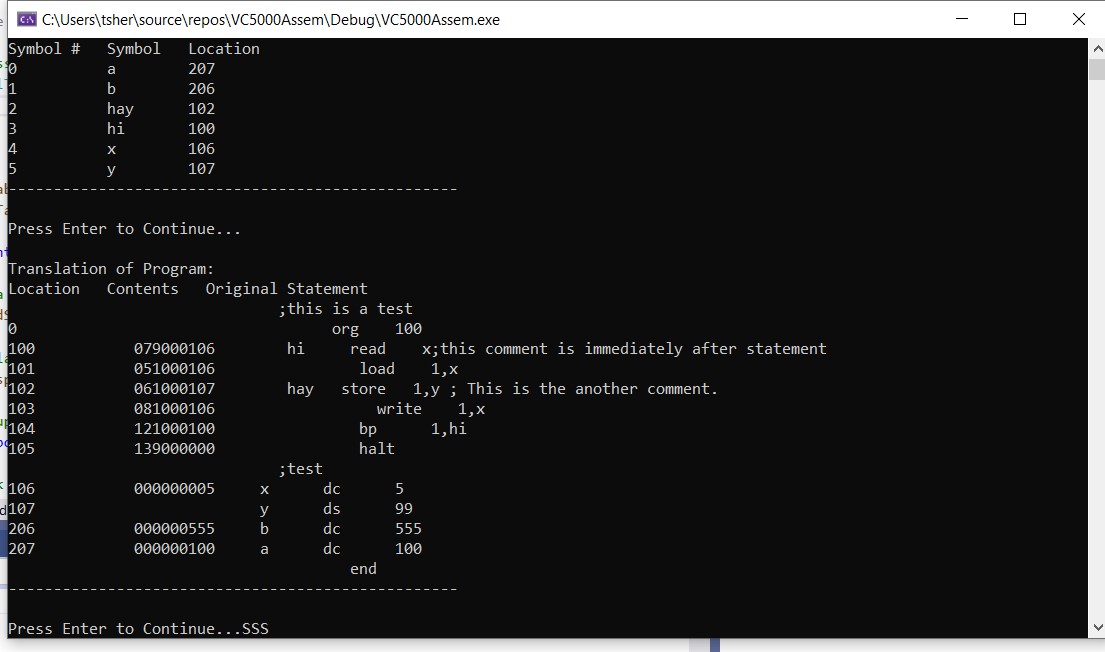 C:\Users\tsher\source\repos\VC5000Assem\Debug\VC5000Assem.exe
Symbol #   Symbol   Location
0          a        207
1          b        206
2          hay      102
3          hi       100
4          x        106
5          y        107
--------------------------------------------------

Press Enter to Continue...

Translation of Program:
Location   Contents   Original Statement
                              ;this is a test
0                                   org    100
100           079000106        hi     read    x;this comment is immediately after statement
101           051000106                load    1,x
102           061000107        hay   store   1,y ; This is the another comment.
103           081000106                  write    1,x
104           121000100                bp      1,hi
105           139000000                halt
                              ;test
106           000000005     x      dc      5
107                         y      ds      99
206           000000555     b      dc      555
207           000000100     a      dc      100
                                      end
--------------------------------------------------

Press Enter to Continue...SSS